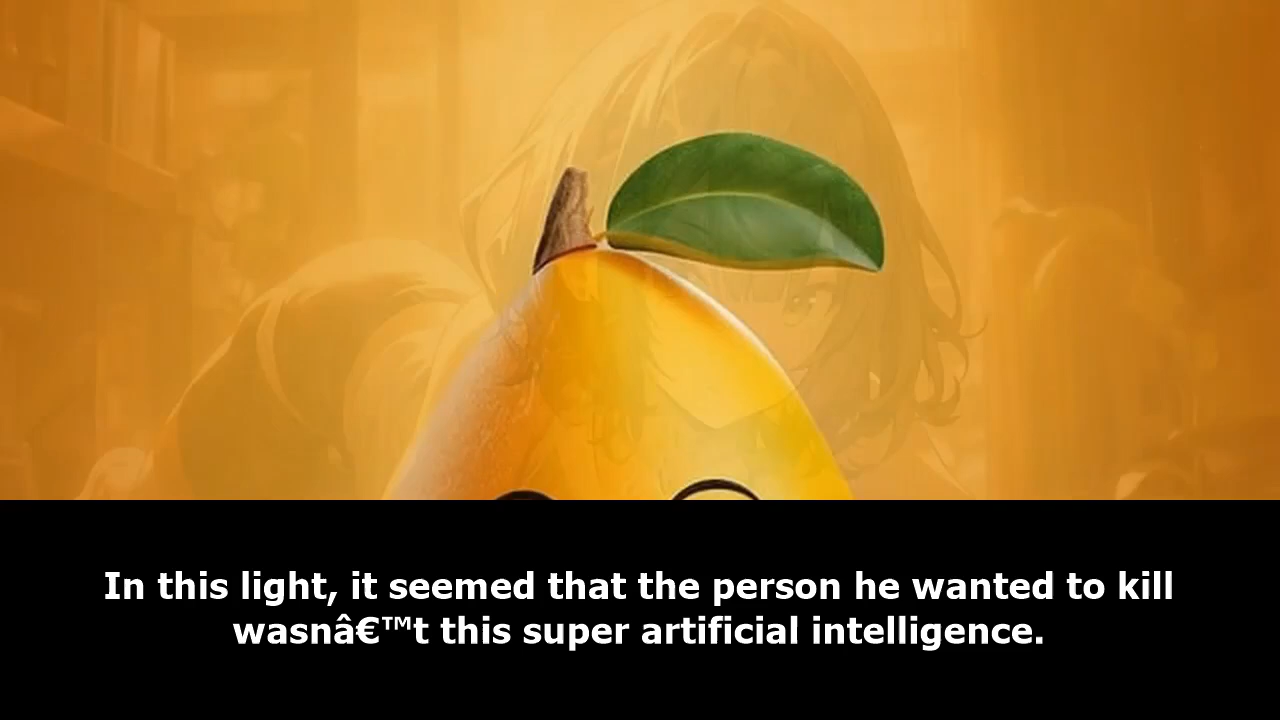 In this light, it seemed that the person he wanted to kill
wasnâ€™t this super artificial intelligence.